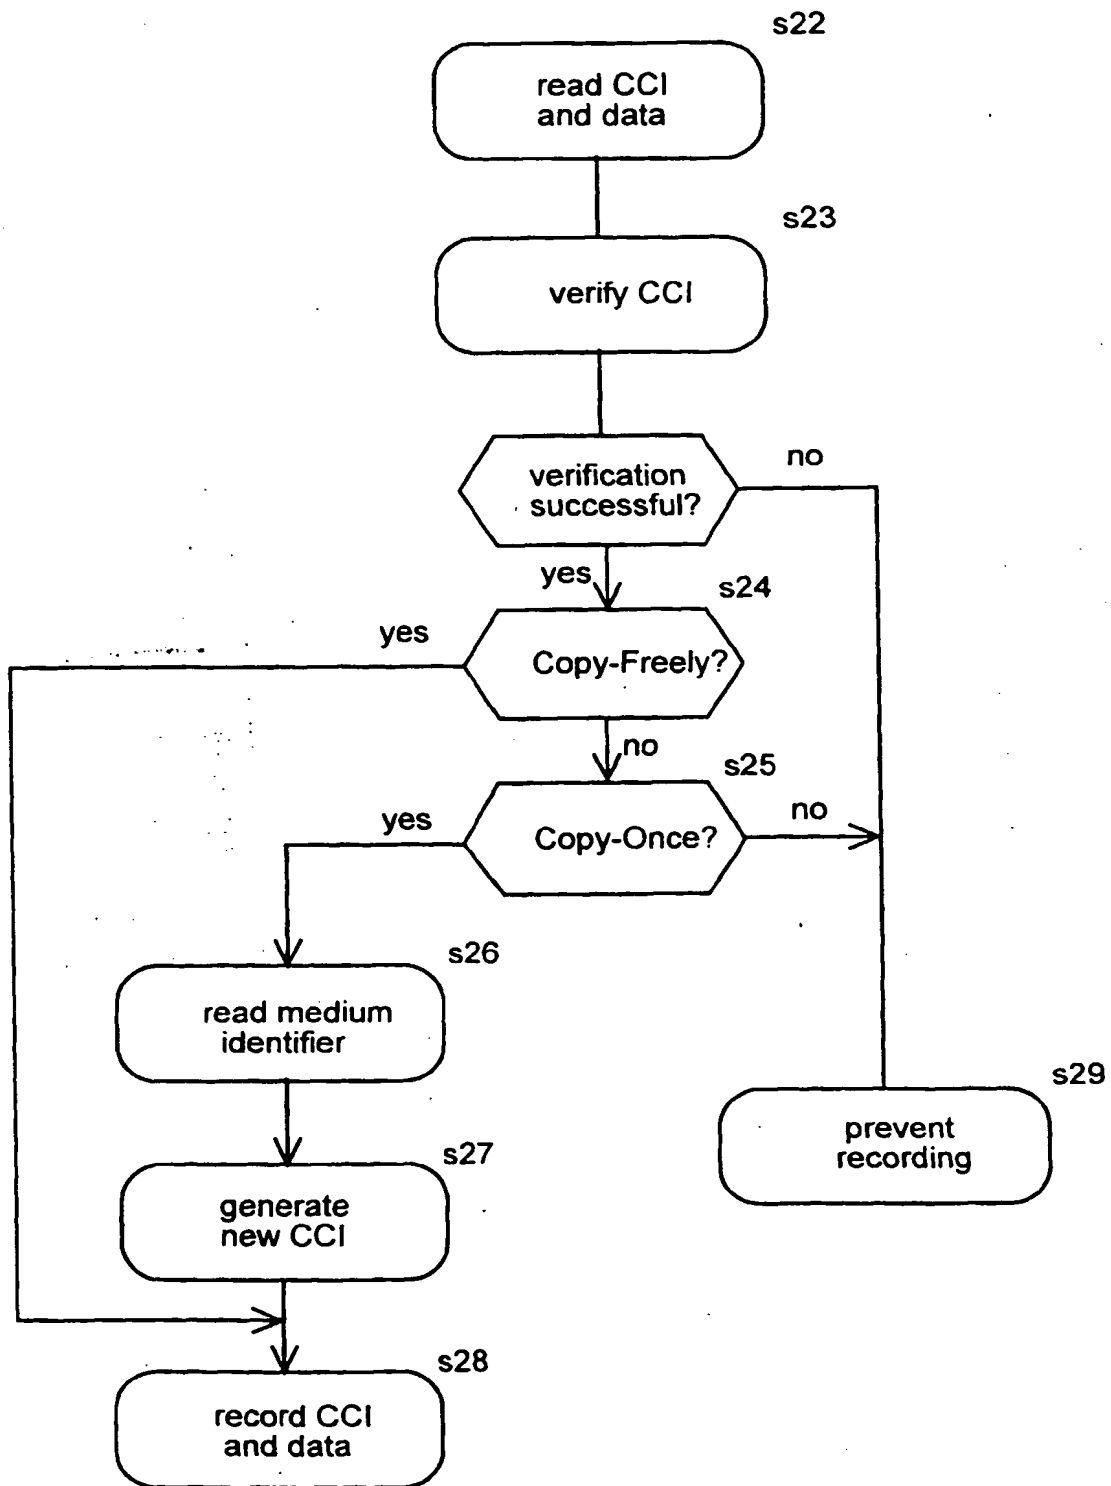 s22
read CCI
and data
s23
verify CCI
verification
successful?
no
yes
s24
yes
Copy-Freely?
no
s25
yes
Copy-Once?
no
s26
read medium
identifier
s29
prevent
recording
s27
generate
new CCI
s28
record CCI
and data